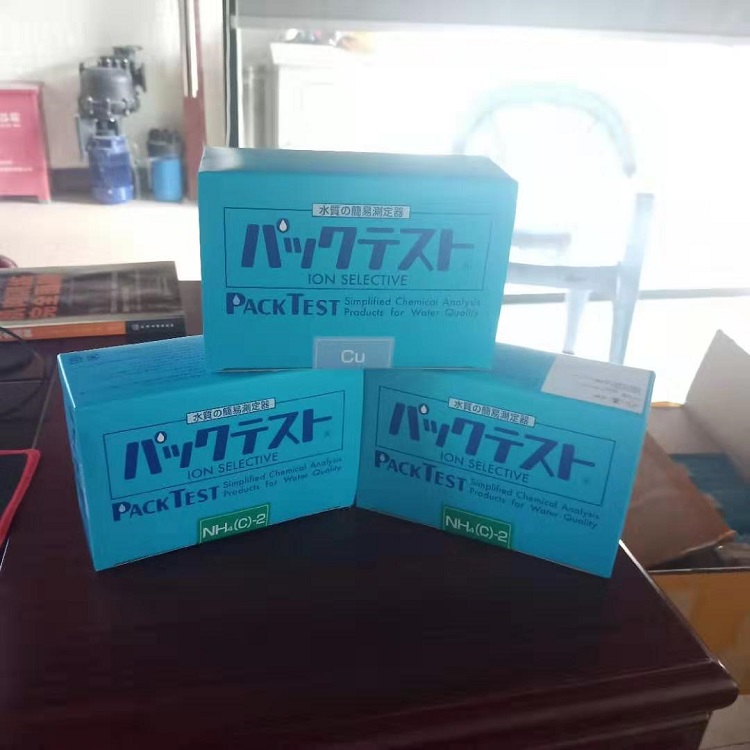 水質の簡易測定器
パックテスト
ION SELECTIVE
PACKTEST
Simplified Chemical Analysis
Products for Water Quality
Cu
水質の簡易測定器
パックテスト
ION SELECTIVE
PACKTEST
Simplified Chemical Analysis
Products for Water Quality
NH₄(C)-2
水質の簡易測定器
パックテスト
ION SELECTIVE
PACKTEST
Simplified Chemical Analysis
Products for Water Quality
NH₄(C)-2